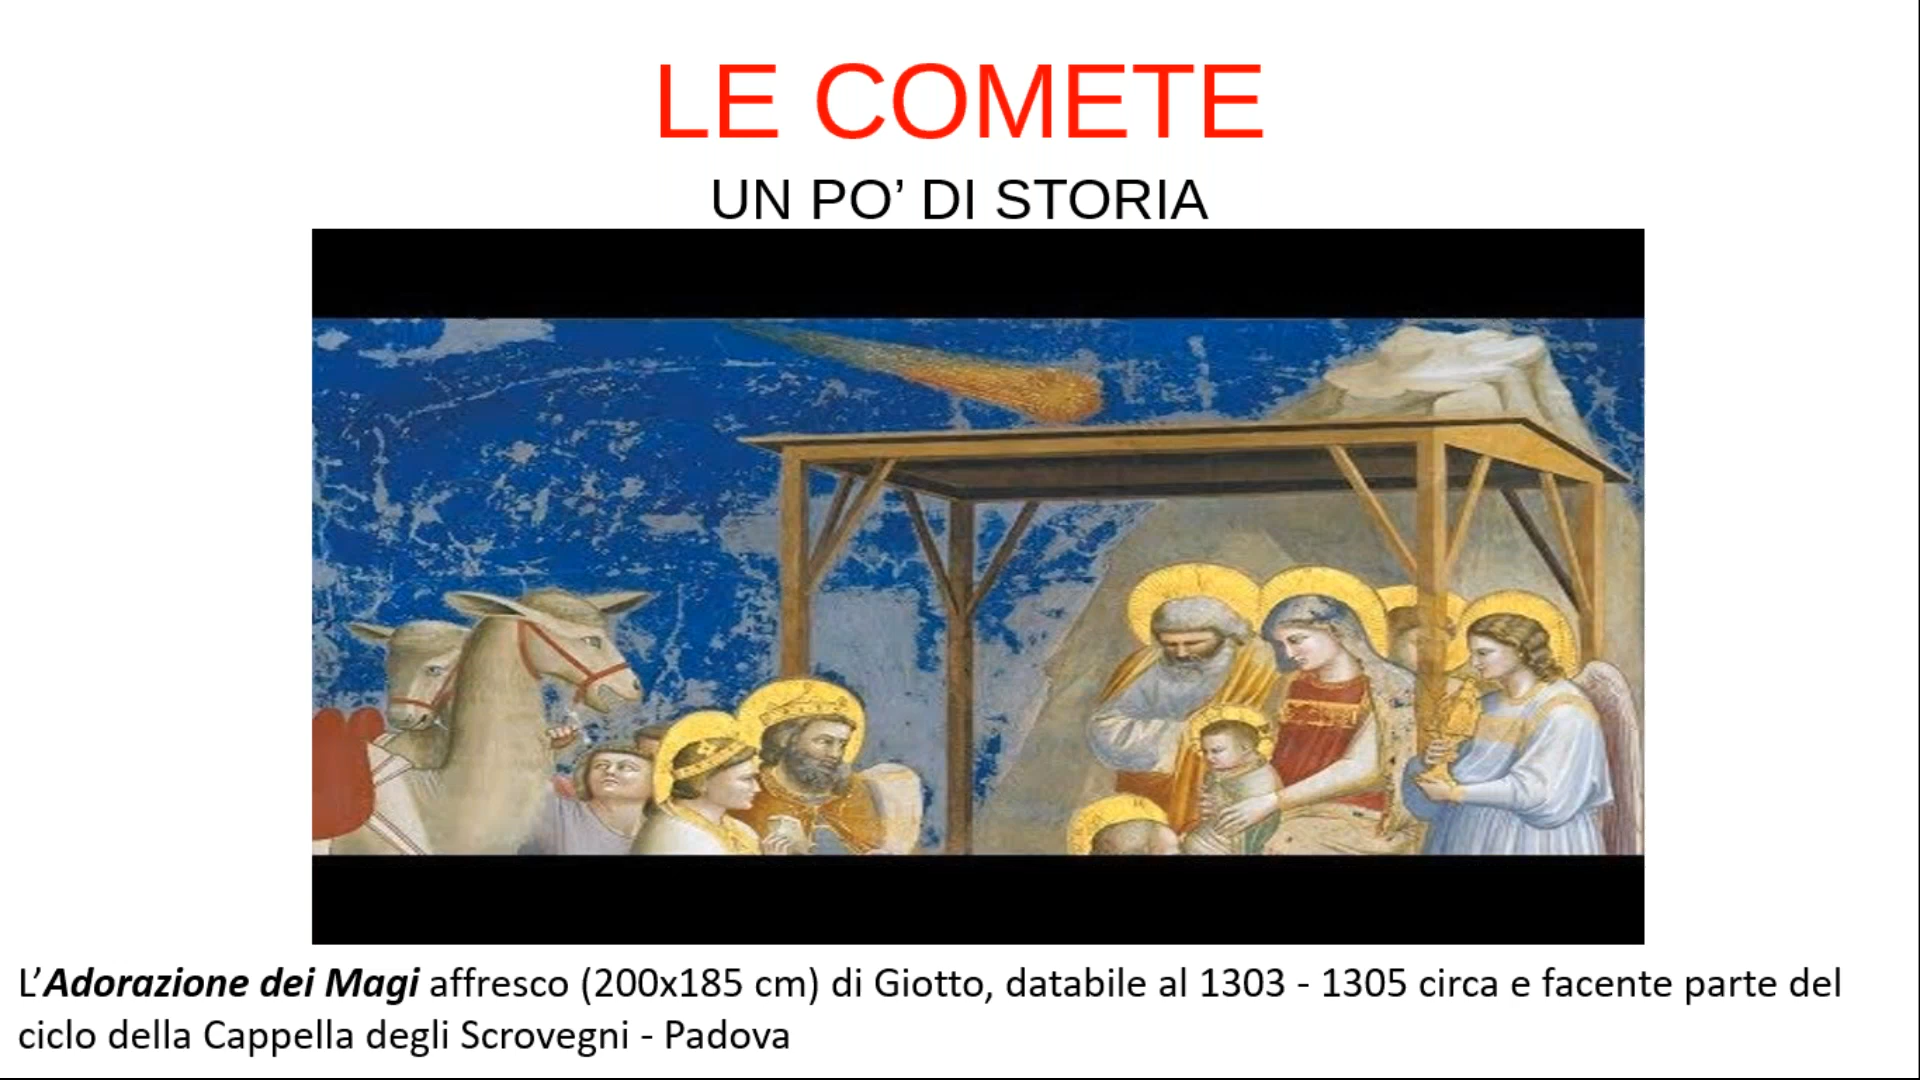 LE COMETE
UN PO’ DI STORIA
L’Adorazione dei Magi affresco (200x185 cm) di Giotto, databile al 1303 - 1305 circa e facente parte del
ciclo della Cappella degli Scrovegni - Padova